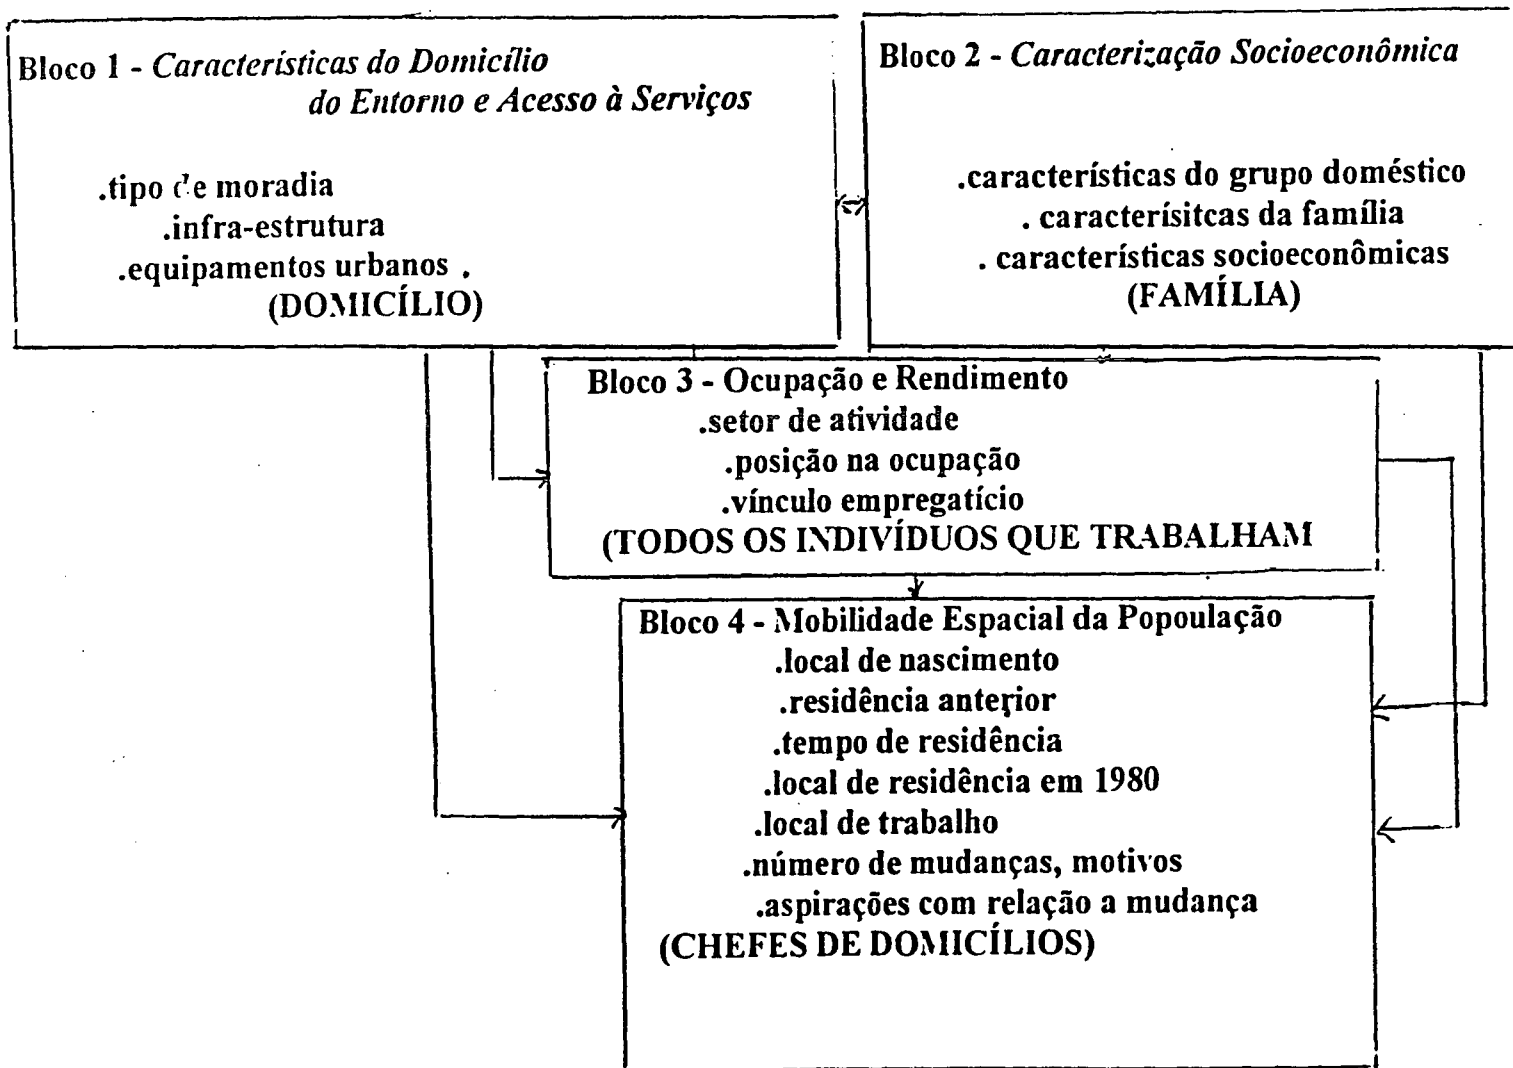 Bloco 1 - Características do Domicílio
do Entorno e Acesso à Serviços
.tipo de moradia
.infra-estrutura
.equipamentos urbanos .
(DOMICÍLIO)
Bloco 2 - Caracterização Socioeconômica
.características do grupo doméstico
. caracterísitcas da família
. características socioeconômicas
(FAMÍLIA)
Bloco 3 - Ocupação e Rendimento
.setor de atividade
.posição na ocupação
.vínculo empregatício
(TODOS OS INDIVÍDUOS QUE TRABALHAM
Bloco 4 - Mobilidade Espacial da Popoulação
.local de nascimento
.residência anterior
.tempo de residência
.local de residência em 1980
.local de trabalho
.número de mudanças, motivos
.aspirações com relação a mudança
(CHEFES DE DOMICÍLIOS)